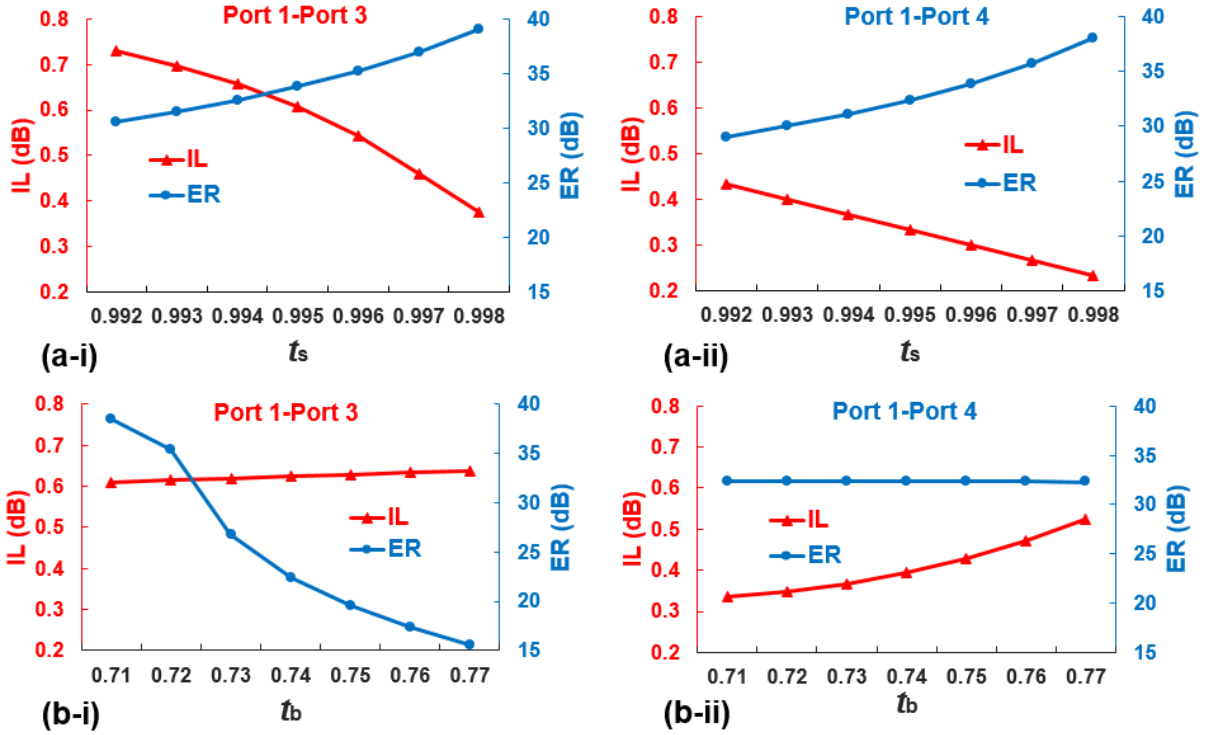 Port 1-Port 3
0.8
0.7
0.6
0.5
0.4
0.3
0.2
IL (dB)
40
35
30
25
20
15
ER (dB)
IL
ER
0.992 0.993 0.994 0.995 0.996 0.997 0.998
(a-i)
ts
Port 1-Port 4
0.8
0.7
0.6
0.5
0.4
0.3
0.2
IL (dB)
40
35
30
25
20
15
ER (dB)
IL
ER
0.992 0.993 0.994 0.995 0.996 0.997 0.998
(a-ii)
ts
Port 1-Port 3
0.8
0.7
0.6
0.5
0.4
0.3
0.2
IL (dB)
40
35
30
25
20
15
ER (dB)
IL
ER
0.71 0.72 0.73 0.74 0.75 0.76 0.77
(b-i)
tb
Port 1-Port 4
0.8
0.7
0.6
0.5
0.4
0.3
0.2
IL (dB)
40
35
30
25
20
15
ER (dB)
IL
ER
0.71 0.72 0.73 0.74 0.75 0.76 0.77
(b-ii)
tb